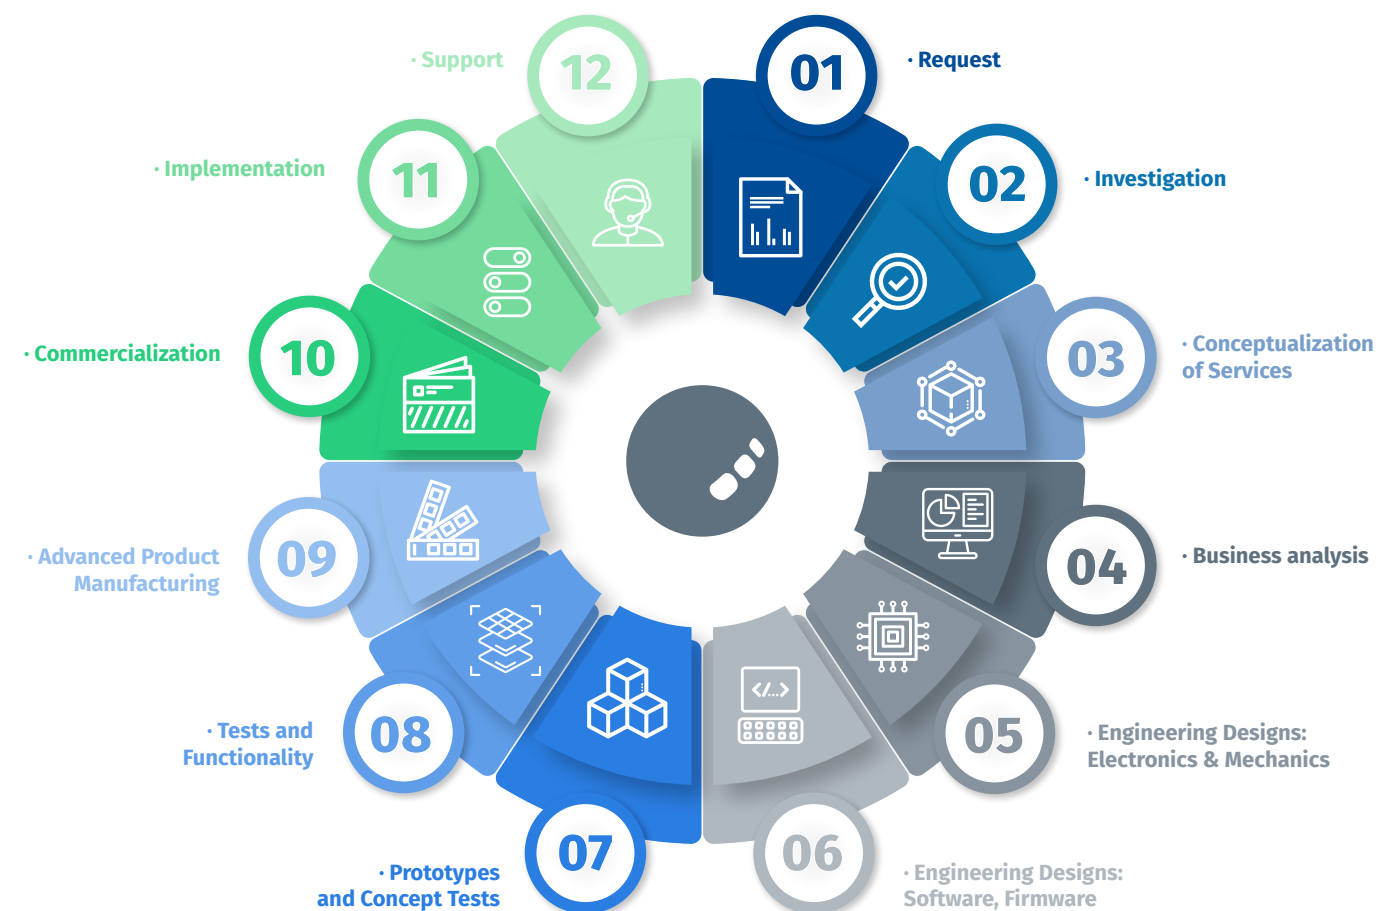 01
· Request
02
· Investigation
03
· Conceptualization
of Services
04
· Business analysis
05
· Engineering Designs:
Electronics & Mechanics
06
· Engineering Designs:
Software, Firmware
07
· Prototypes
and Concept Tests
08
· Tests and
Functionality
09
· Advanced Product
Manufacturing
10
· Commercialization
11
· Implementation
12
· Support
</...>